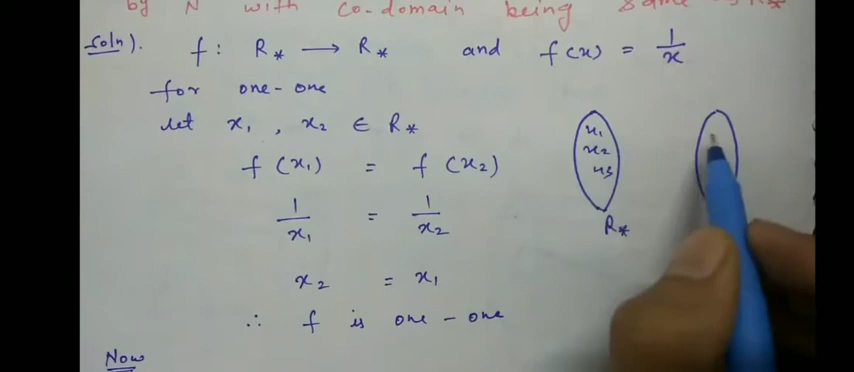 by N with co-domain being same
R*
Soln). f : R* → R* and f(x) = 1/x
for one-one
let x₁, x₂ ∈ R*
f(x₁) = f(x₂)
1/x₁ = 1/x₂
x₂ = x₁
∴ f is one-one
Now
x₁
x₂
x₃
R*